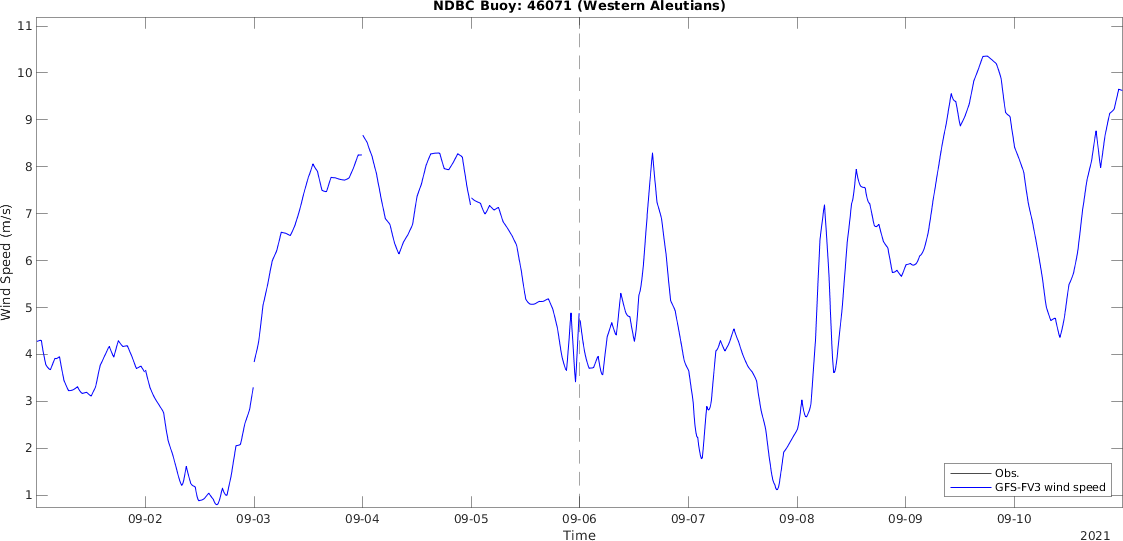 NDBC Buoy: 46071 (Western Aleutians)
11
10
9
8
7
6
5
4
3
2
1
Wind Speed (m/s)
09-02 09-03 09-04 09-05 09-06 09-07 09-08 09-09 09-10
Time
2021
Obs.
GFS-FV3 wind speed